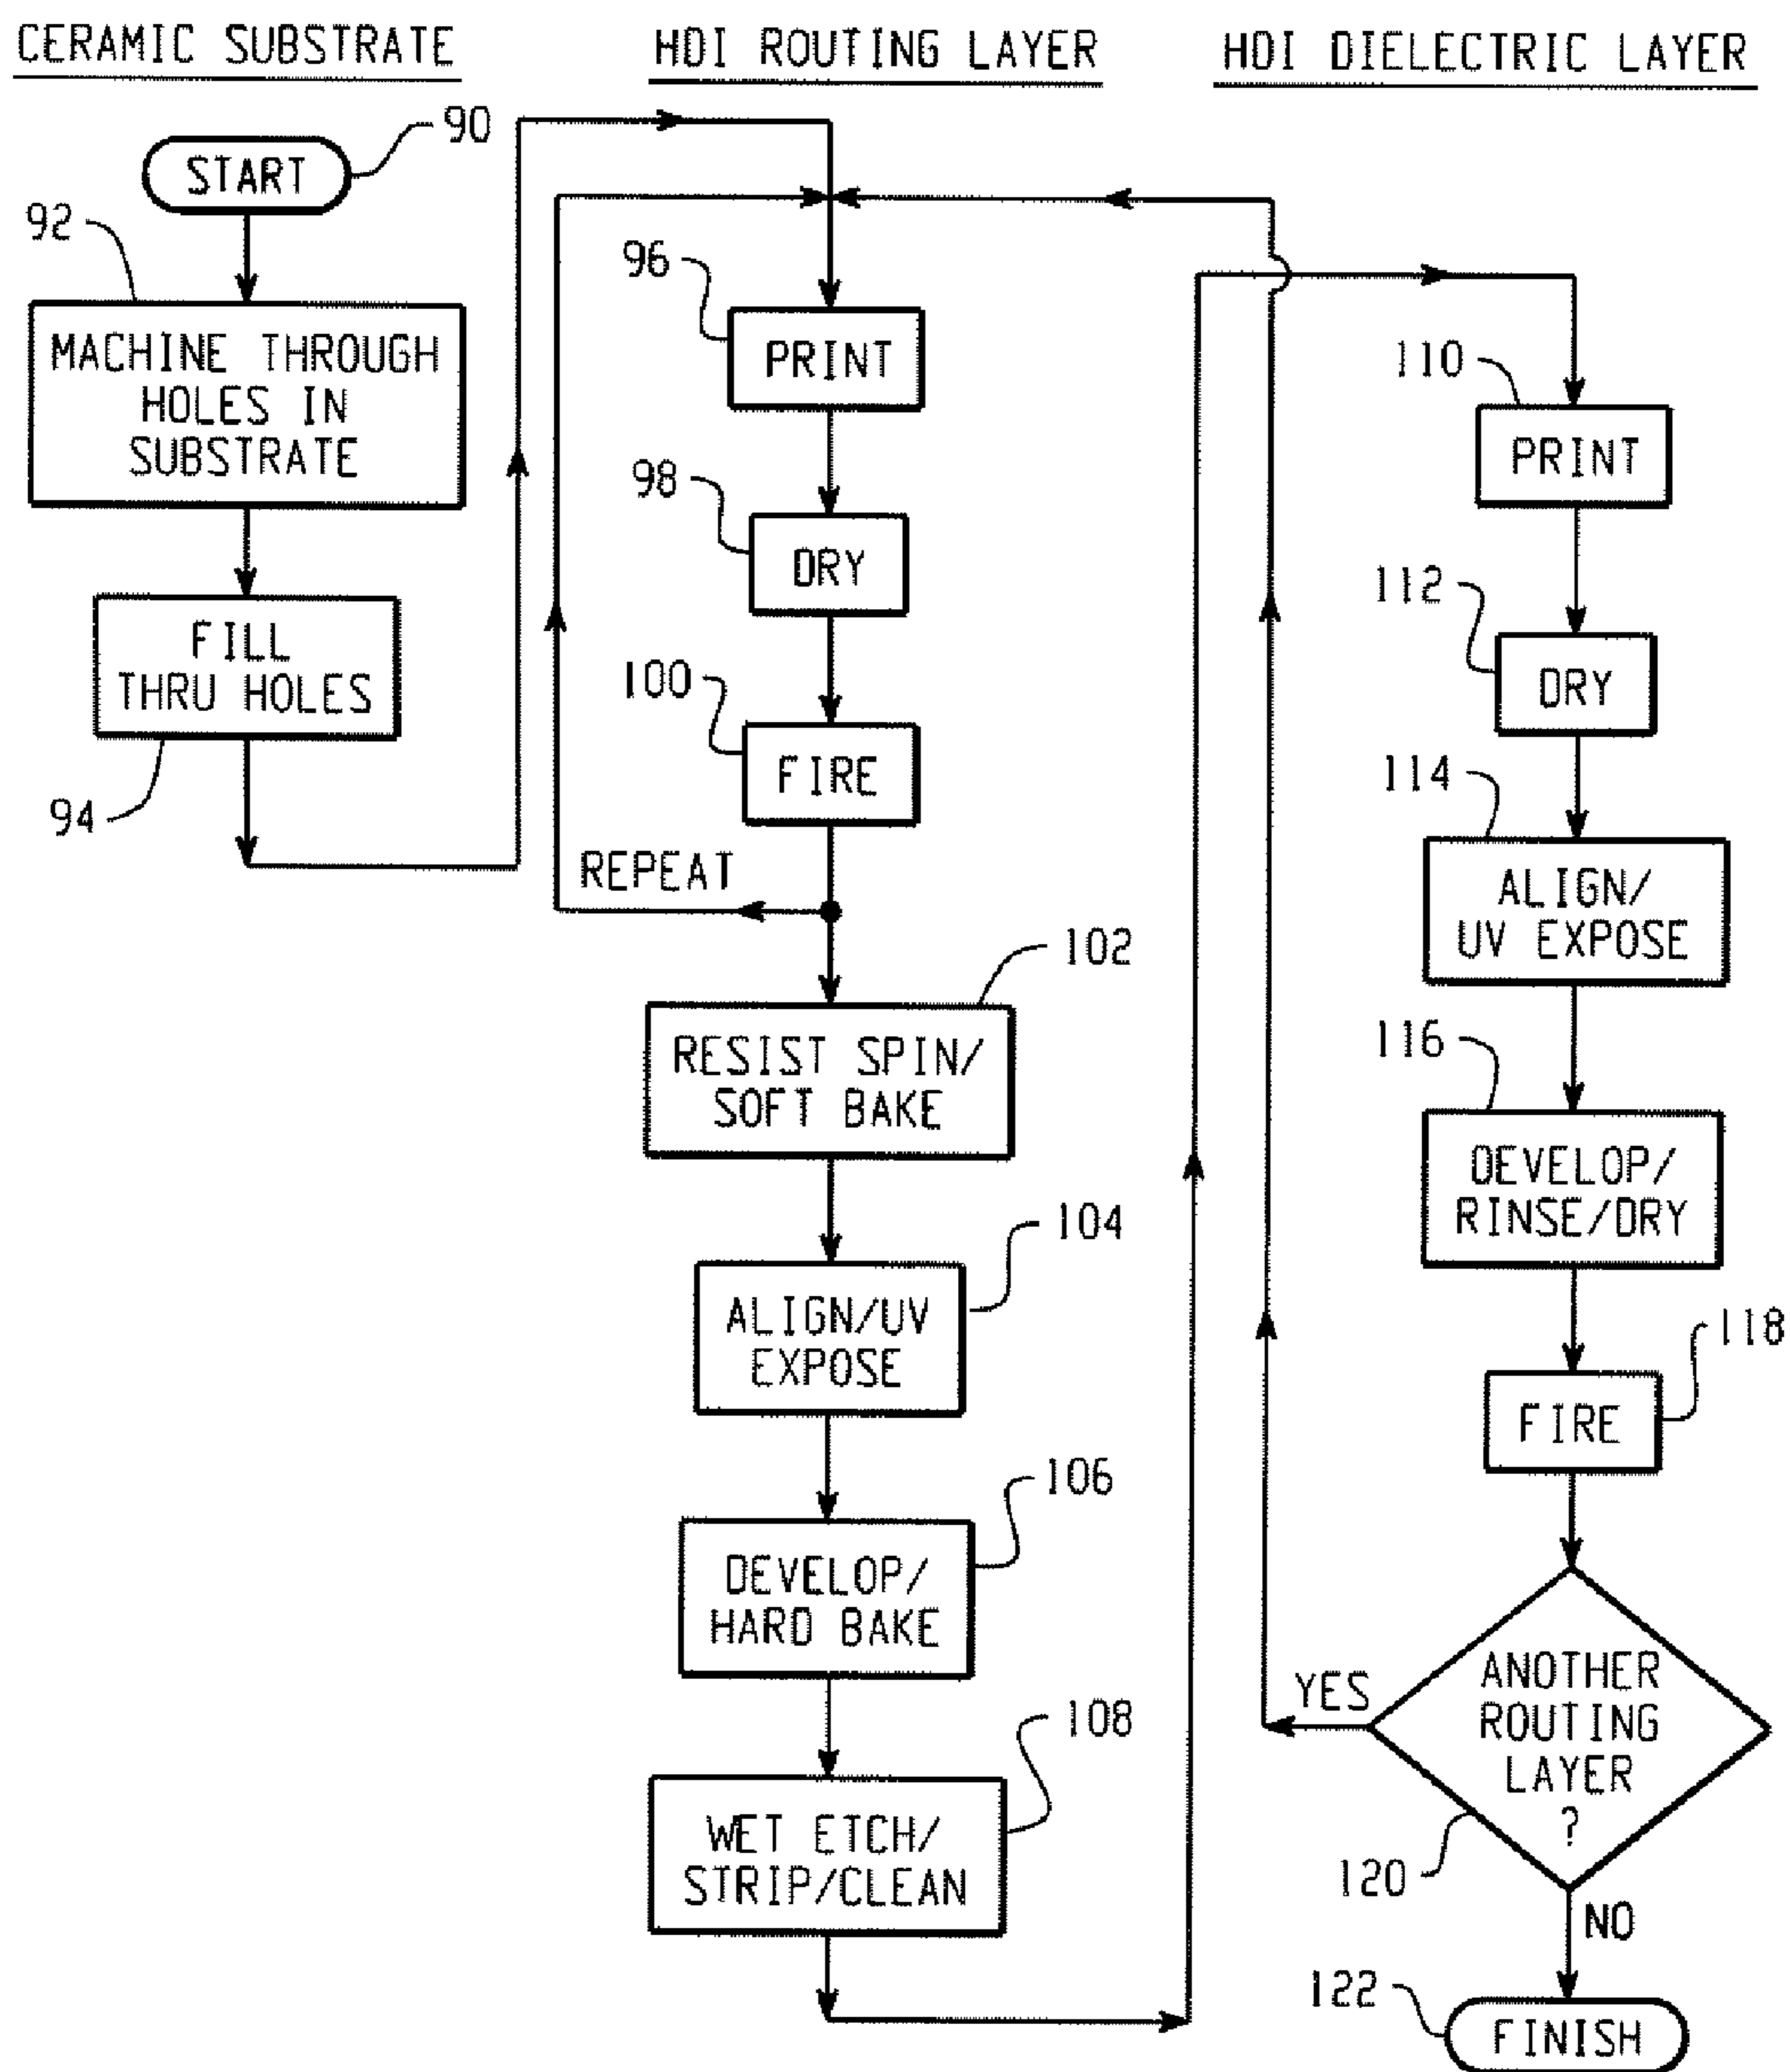 CERAMIC SUBSTRATE
90
START
92
MACHINE THROUGH
HOLES IN
SUBSTRATE
FILL
THRU HOLES
94
HDI ROUTING LAYER
96
PRINT
98
DRY
100
FIRE
REPEAT
102
RESIST SPIN/
SOFT BAKE
104
ALIGN/UV
EXPOSE
106
DEVELOP/
HARD BAKE
108
WET ETCH/
STRIP/CLEAN
HDI DIELECTRIC LAYER
110
PRINT
112
DRY
114
ALIGN/
UV EXPOSE
116
DEVELOP/
RINSE/DRY
118
FIRE
YES
ANOTHER
ROUTING
LAYER
?
120
NO
122
FINISH